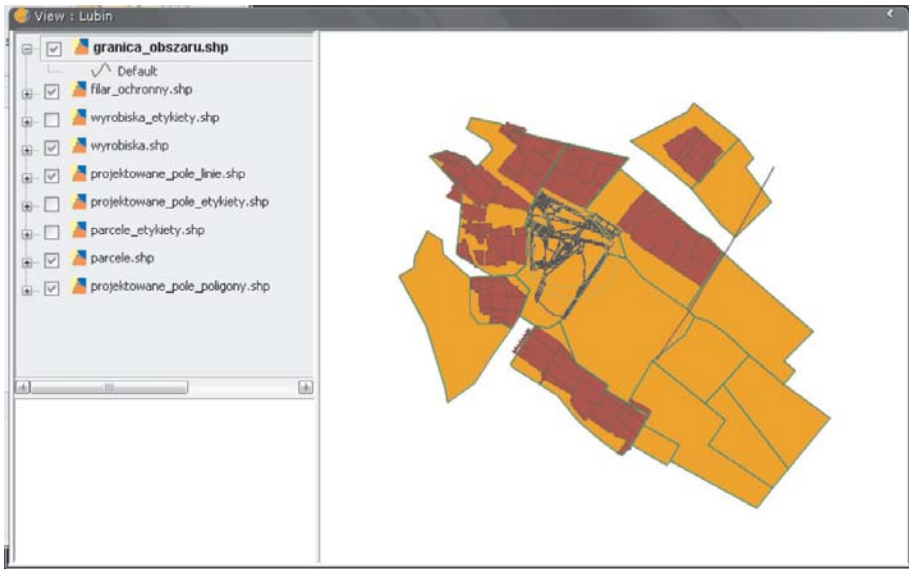 View : Lubin
granica_obszaru.shp
Default
filar_ochronny.shp
wyrobiska_etykiety.shp
wyrobiska.shp
projektowane_pole_linie.shp
projektowane_pole_etykiety.shp
parcele_etykiety.shp
parcele.shp
projektowane_pole_poligony.shp